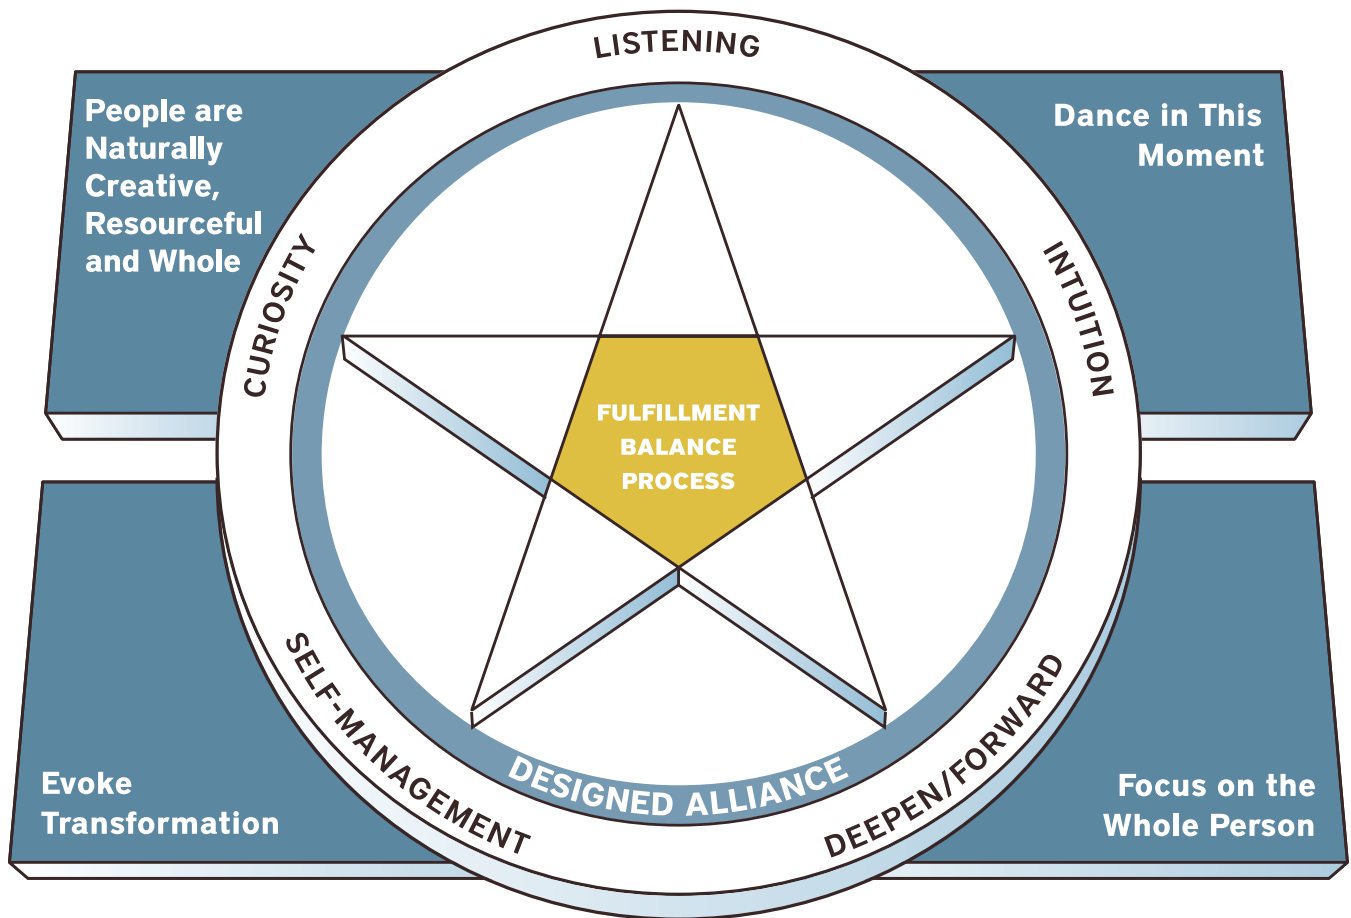 LISTENING
People are
Naturally
Creative,
Resourceful
and Whole
Dance in This
Moment
CURIOSITY
INTUITION
FULFILLMENT
BALANCE
PROCESS
SELF-MANAGEMENT
DEEPEN/FORWARD
DESIGNED ALLIANCE
Evoke
Transformation
Focus on the
Whole Person